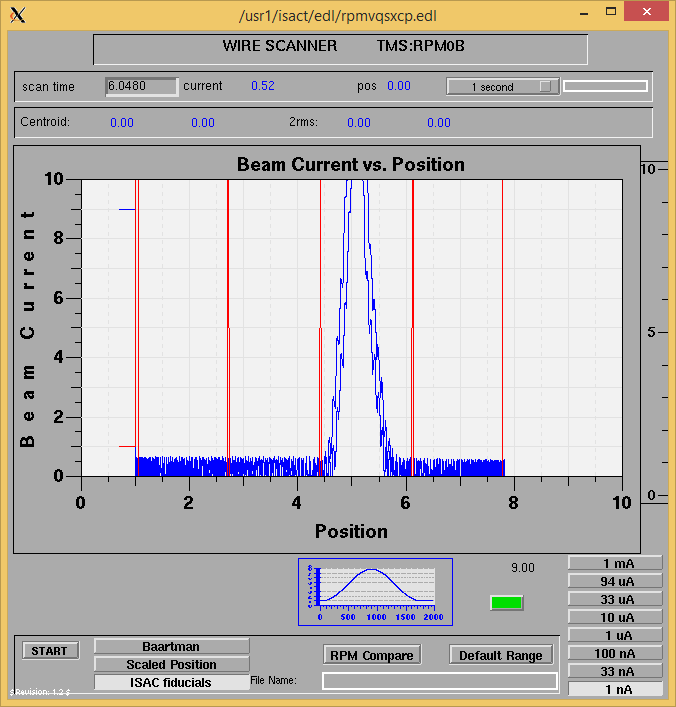 /usr1/isact/edl/rpmvqsxcp.edl
WIRE SCANNER TMS:RPM0B
scan time 6.0480 current 0.52 pos 0.00 1 second
Centroid: 0.00 0.00 2rms: 0.00 0.00
Beam Current vs. Position
10
8
6
4
2
0
Beam Current
0 2 4 6 8 10
Position
10
5
0
8
0 500 1000 1500 2000
9.00
1 mA
94 uA
33 uA
10 uA
1 uA
100 nA
33 nA
1 nA
START
Baartman
Scaled Position
ISAC fiducials
RPM Compare
Default Range
File Name:
$Revision: 1.2 $